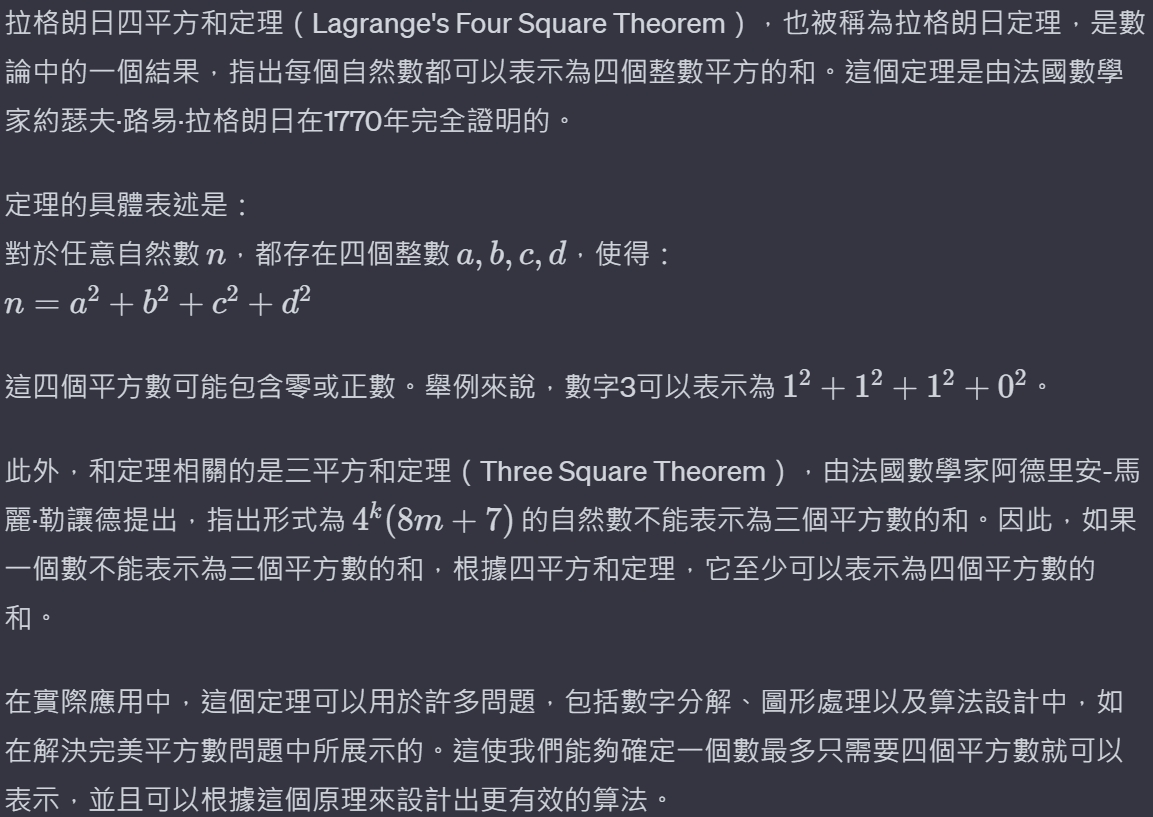 拉格朗日四平方和定理（Lagrange's Four Square Theorem），也被稱為拉格朗日定理，是數
論中的一個結果，指出每個自然數都可以表示為四個整數平方的和。這個定理是由法國數學
家約瑟夫·路易·拉格朗日在1770年完全證明的。
定理的具體表述是：
對於任意自然數 n，都存在四個整數 a, b, c, d，使得：
n = a² + b² + c² + d²
這四個平方數可能包含零或正數。舉例來說，數字3可以表示為 1² + 1² + 1² + 0²。
此外，和定理相關的是三平方和定理（Three Square Theorem），由法國數學家阿德里安-馬
麗·勒讓德提出，指出形式為 4ᵏ(8m + 7) 的自然數不能表示為三個平方數的和。因此，如果
一個數不能表示為三個平方數的和，根據四平方和定理，它至少可以表示為四個平方數的
和。
在實際應用中，這個定理可以用於許多問題，包括數字分解、圖形處理以及算法設計中，如
在解決完美平方數問題中所展示的。這使我們能夠確定一個數最多只需要四個平方數就可以
表示，並且可以根據這個原理來設計出更有效的算法。